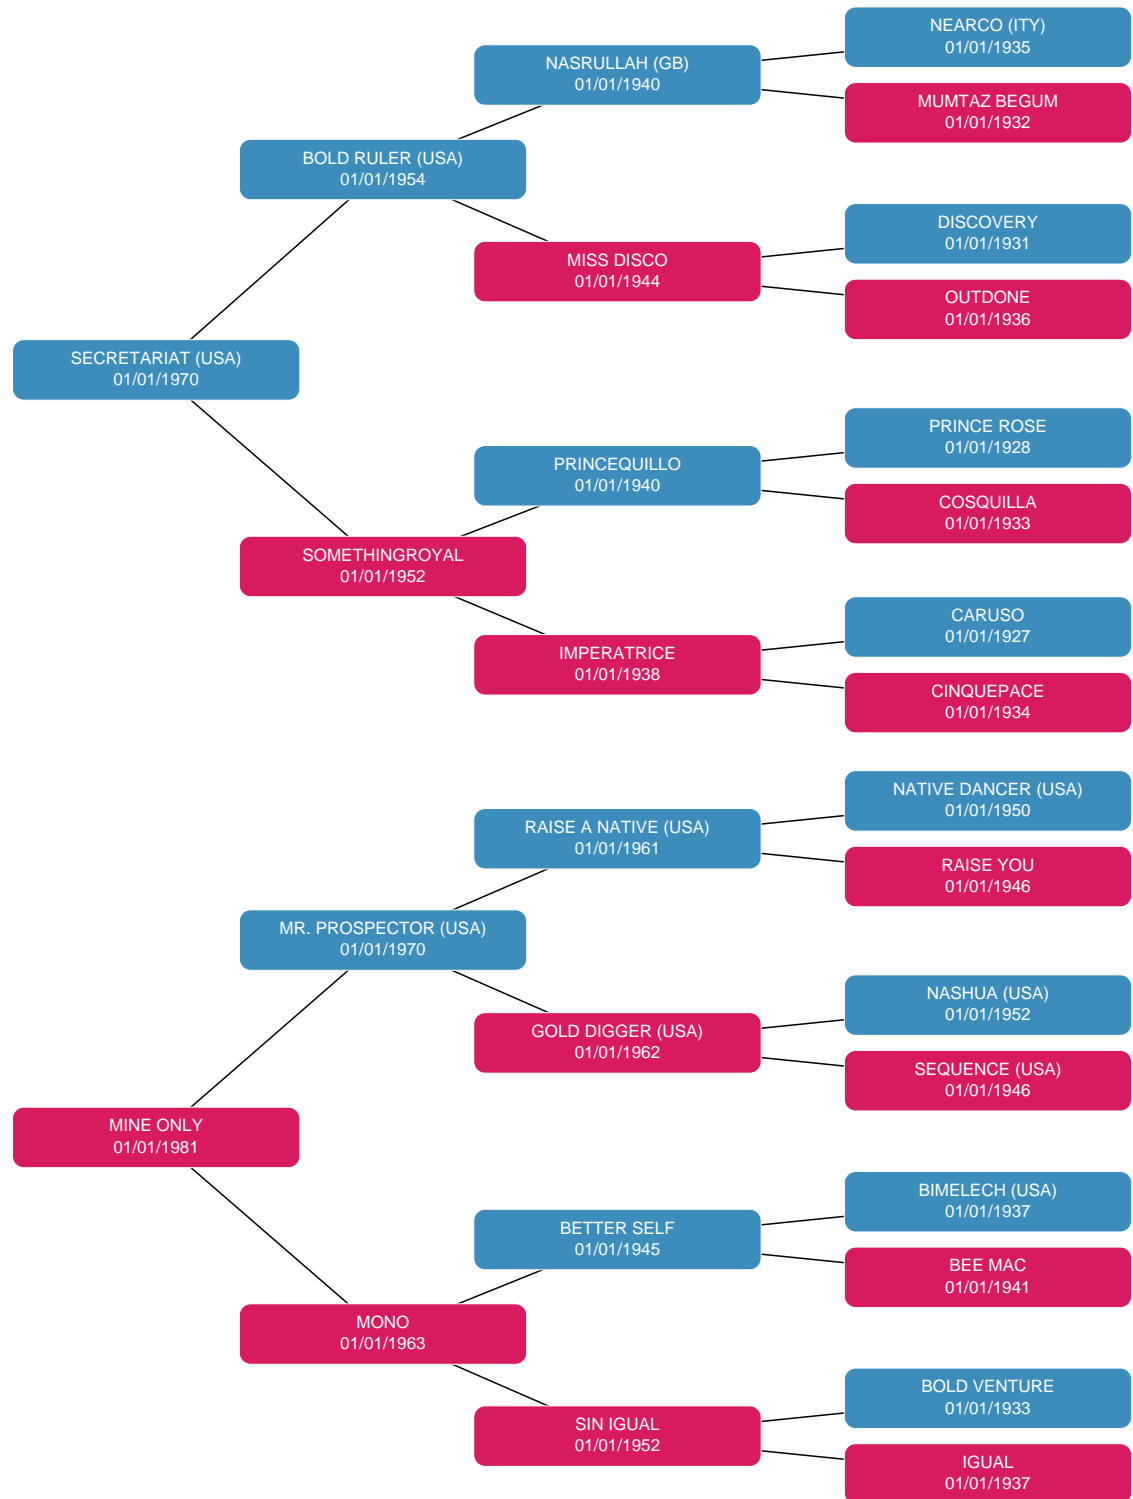 NEARCO (ITY)
01/01/1935
NASRULLAH (GB)
01/01/1940
MUMTAZ BEGUM
01/01/1932
BOLD RULER (USA)
01/01/1954
DISCOVERY
01/01/1931
MISS DISCO
01/01/1944
OUTDONE
01/01/1936
SECRETARIAT (USA)
01/01/1970
PRINCE ROSE
01/01/1928
PRINCEQUILLO
01/01/1940
COSQUILLA
01/01/1933
SOMETHINGROYAL
01/01/1952
CARUSO
01/01/1927
IMPERATRICE
01/01/1938
CINQUEPACE
01/01/1934
NATIVE DANCER (USA)
01/01/1950
RAISE A NATIVE (USA)
01/01/1961
RAISE YOU
01/01/1946
MR. PROSPECTOR (USA)
01/01/1970
NASHUA (USA)
01/01/1952
GOLD DIGGER (USA)
01/01/1962
SEQUENCE (USA)
01/01/1946
MINE ONLY
01/01/1981
BIMELECH (USA)
01/01/1937
BETTER SELF
01/01/1945
BEE MAC
01/01/1941
MONO
01/01/1963
BOLD VENTURE
01/01/1933
SIN IGUAL
01/01/1952
IGUAL
01/01/1937